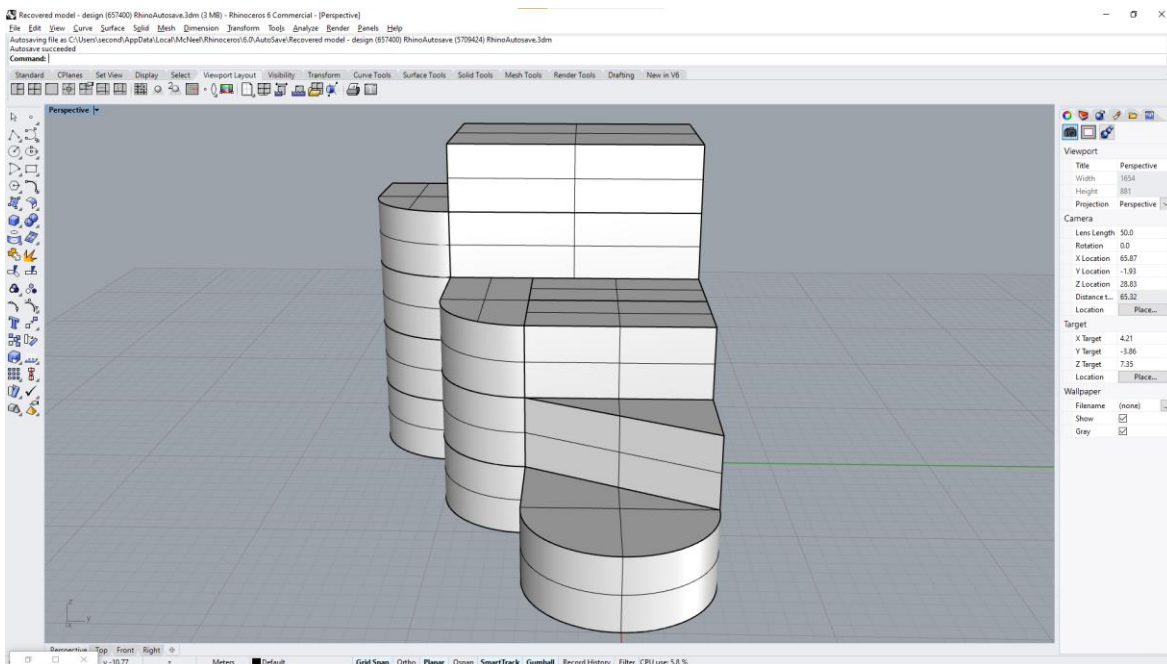 Recovered model - design (657400) RhinoAutosave.3dm (3 MB) - Rhinoceros 6 Commercial - [Perspective]
File Edit View Curve Surface Solid Mesh Dimension Transform Tools Analyze Render Panels Help
Autosaving file as C:\Users\second\AppData\Local\McNeel\Rhinoceros\6.0\AutoSave\Recovered model - design (657400) RhinoAutosave (5709424) RhinoAutosave.3dm
Autosave succeeded
Command:
Standard CPlanes Set View Display Select Viewport Layout Visibility Transform Curve Tools Surface Tools Solid Tools Mesh Tools Render Tools Drafting New in V6
Perspective
Viewport
Title Perspective
Width 1654
Height 881
Projection Perspective
Camera
Lens Length 50.0
Rotation 0.0
X Location 65.87
Y Location -1.93
Z Location 28.83
Distance t... 65.32
Location Place...
Target
X Target 4.21
Y Target -3.86
Z Target 7.35
Location Place...
Wallpaper
Filename (none) ...
Show
Gray
z
y
Perspective Top Front Right
y -10.77 z Meters Default Grid Snap Ortho Planar Osnap SmartTrack Gumball Record History Filter CPU use: 5.8 %